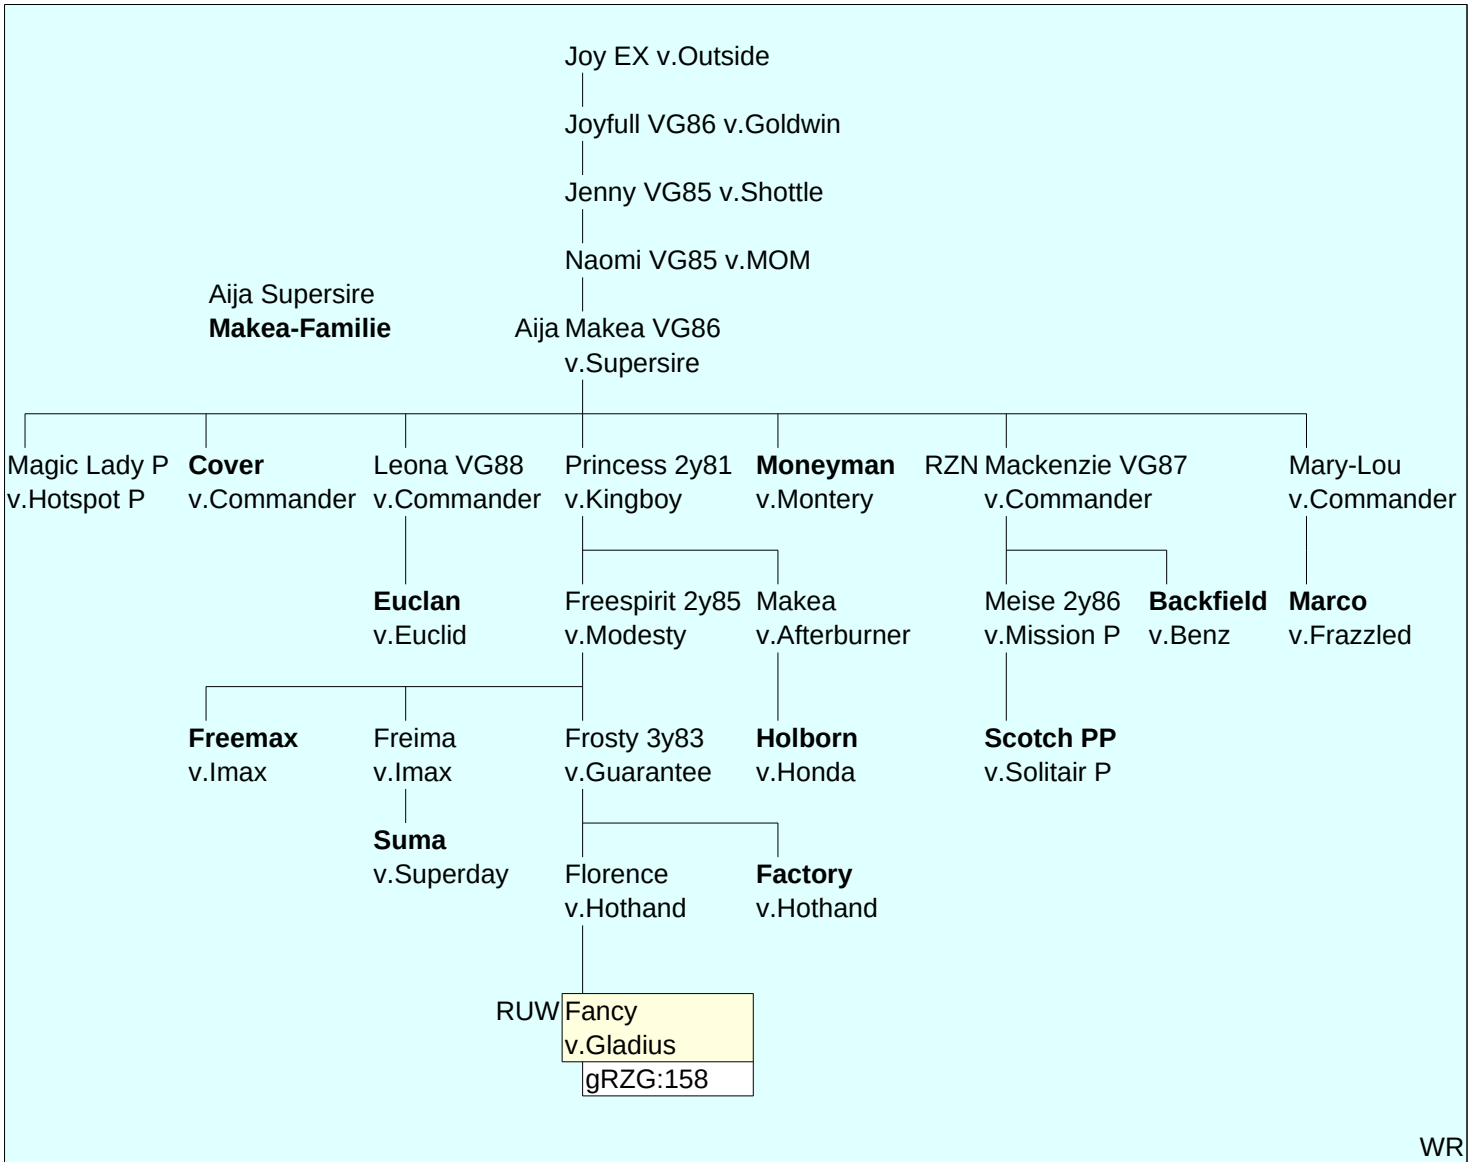 Joy EX v.Outside
Joyfull VG86 v.Goldwin
Jenny VG85 v.Shottle
Naomi VG85 v.MOM
Aija Supersire
Makea-Familie
Aija Makea VG86
v.Supersire
Magic Lady P Cover Leona VG88 Princess 2y81 Moneyman RZN Mackenzie VG87 Mary-Lou
v.Hotspot P v.Commander v.Commander v.Kingboy v.Montery v.Commander v.Commander
Euclan Freespirit 2y85 Makea Meise 2y86 Backfield Marco
v.Euclid v.Modesty v.Afterburner v.Mission P v.Benz v.Frazzled
Freemax Freima Frosty 3y83 Holborn Scotch PP
v.Imax v.Imax v.Guarantee v.Honda v.Solitair P
Suma
v.Superday Florence Factory
v.Hothand v.Hothand
RUW Fancy
v.Gladius
gRZG:158
WR